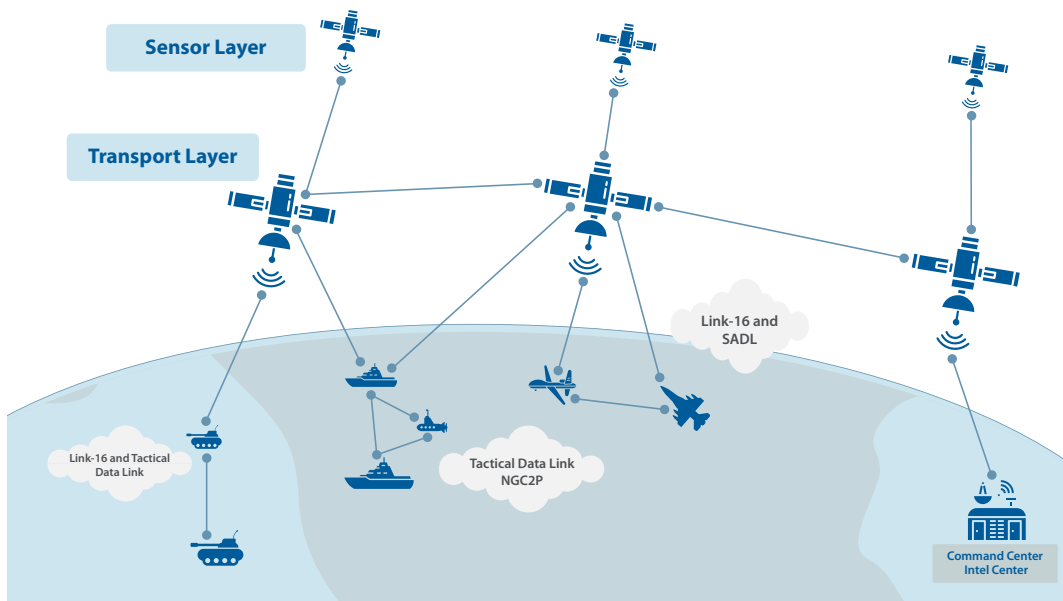 Sensor Layer
Transport Layer
Link-16 and
SADL
Link-16 and Tactical
Data Link
Tactical Data Link
NGC2P
Command Center
Intel Center